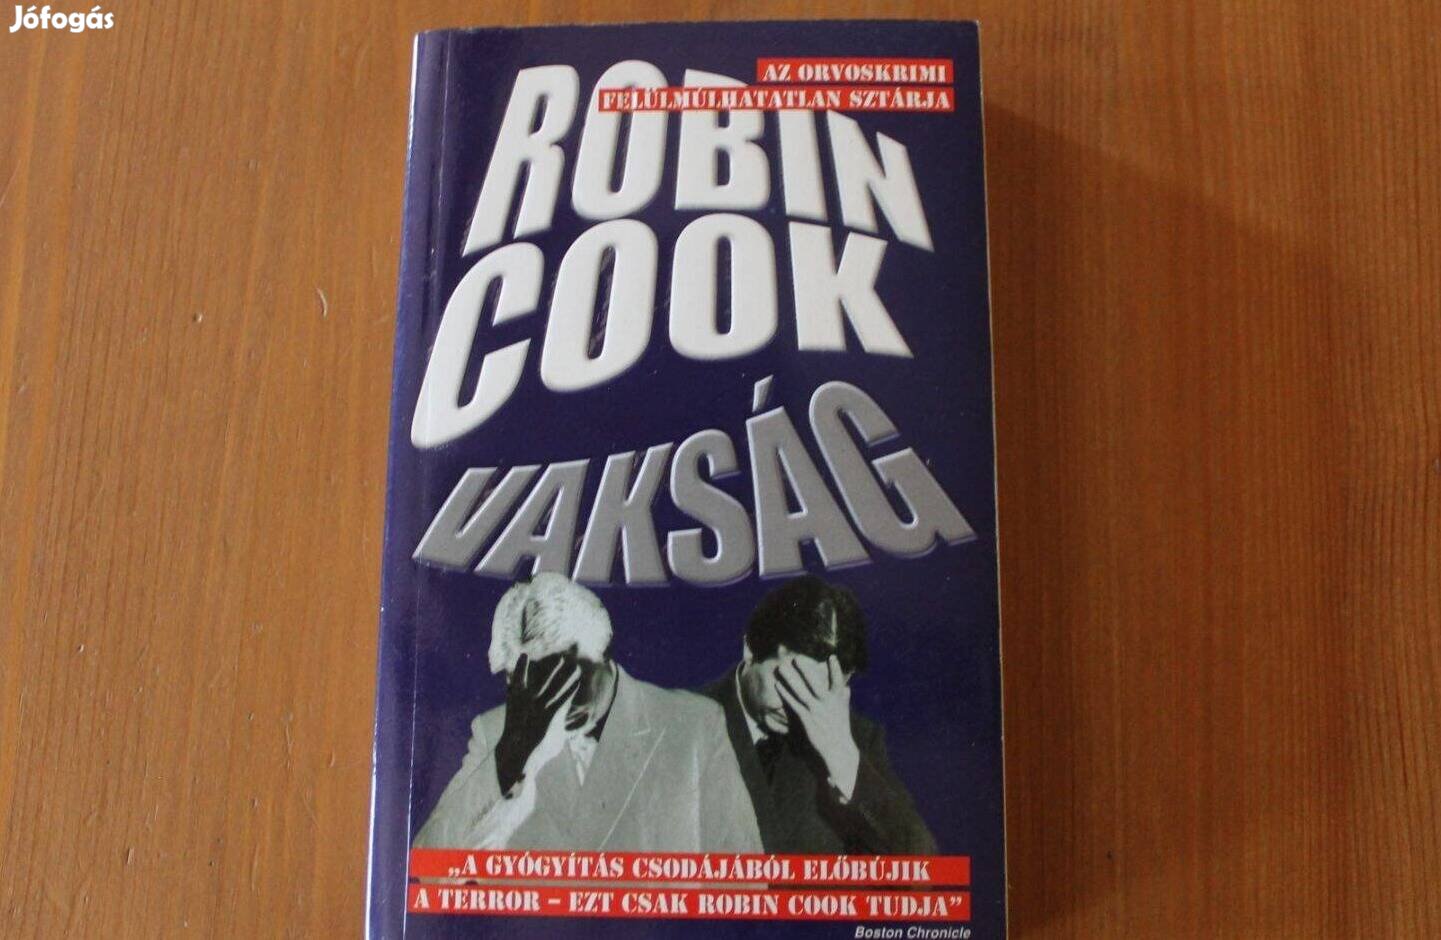 Jófogás
AZ ORVOSKRIMI
FELÜLMÚLHATATLAN SZTÁRJA
ROBIN
COOK
VAKSÁG
„A GYÓGYÍTÁS CSODÁJÁBÓL ELŐBÚJIK
A TERROR – EZT CSAK ROBIN COOK TUDJA”
Boston Chronicle